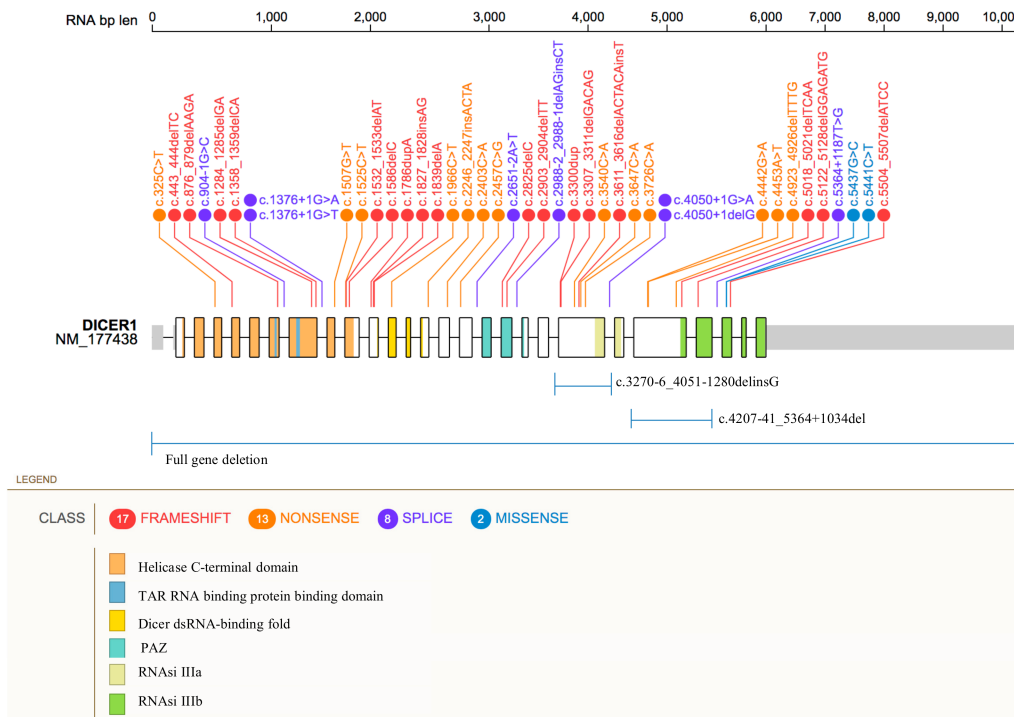 RNA bp len
0 1,000 2,000 3,000 4,000 5,000 6,000 7,000 8,000 9,000 10,0
c.325C>T
c.443_444delTC
c.876_879delAAGA
c.904-1G>C
c.1284_1285delGA
c.1358_1359delCA
c.1376+1G>A
c.1376+1G>T
c.1507G>T
c.1525C>T
c.1532_1533delAT
c.1586delC
c.1786dupA
c.1827_1828insAG
c.1839delA
c.1966C>T
c.2246_2247insACTA
c.2403C>A
c.2457C>G
c.2651-2A>T
c.2825delC
c.2903_2904delTT
c.2988-2_2988-1delAGinsCT
c.3300dup
c.3307_3311delGACAG
c.3540C>A
c.3611_3616delACTACAinsT
c.3647C>A
c.3726C>A
c.4050+1G>A
c.4050+1delG
c.4442G>A
c.4453A>T
c.4923_4926delTTTG
c.5018_5021delTCAA
c.5122_5128delGGAGATG
c.5364+1187T>G
c.5437G>C
c.5441C>T
c.5504_5507delATCC
DICER1
NM_177438
c.3270-6_4051-1280delinsG
c.4207-41_5364+1034del
Full gene deletion
LEGEND
CLASS 17 FRAMESHIFT 13 NONSENSE 8 SPLICE 2 MISSENSE
Helicase C-terminal domain
TAR RNA binding protein binding domain
Dicer dsRNA-binding fold
PAZ
RNAsi IIIa
RNAsi IIIb